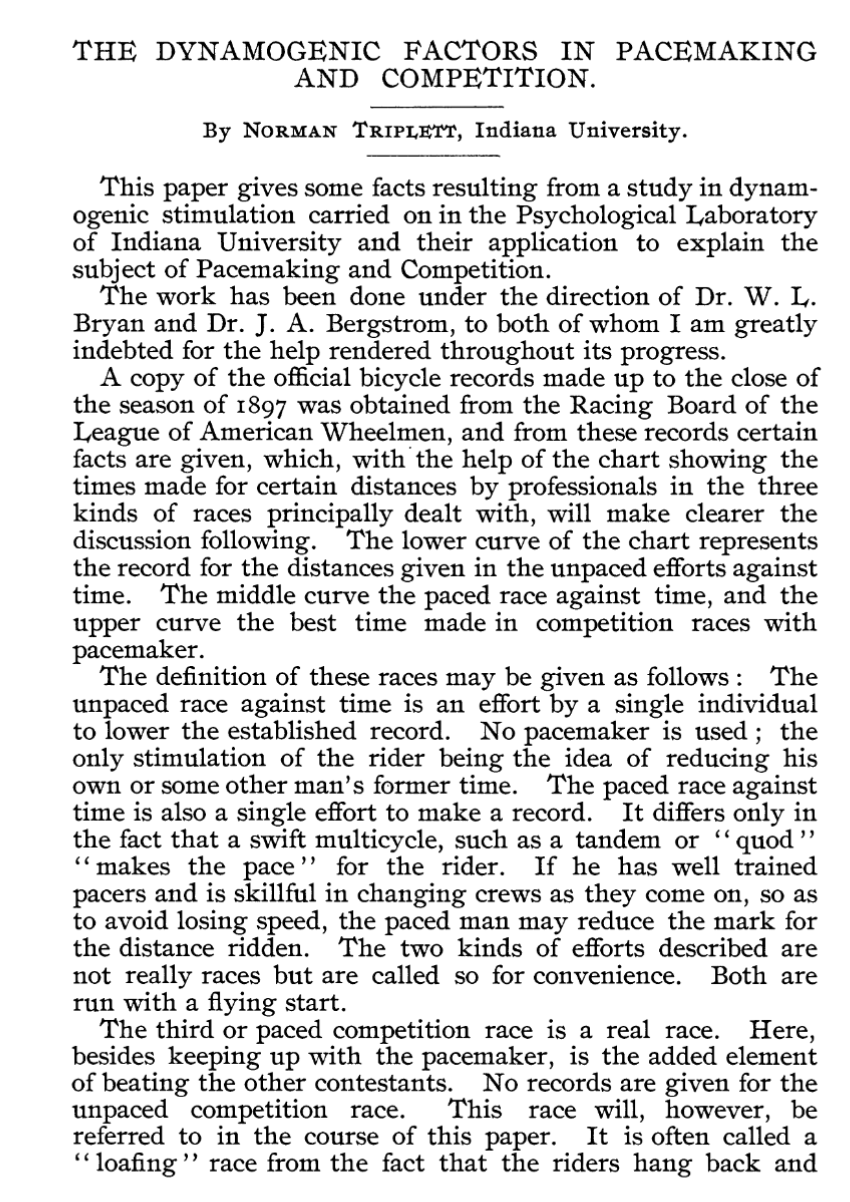 THE DYNAMOGENIC FACTORS IN PACEMAKING
AND COMPETITION.
By NORMAN TRIPLETT, Indiana University.
This paper gives some facts resulting from a study in dynam-
ogenic stimulation carried on in the Psychological Laboratory
of Indiana University and their application to explain the
subject of Pacemaking and Competition.
The work has been done under the direction of Dr. W. L.
Bryan and Dr. J. A. Bergstrom, to both of whom I am greatly
indebted for the help rendered throughout its progress.
A copy of the official bicycle records made up to the close of
the season of 1897 was obtained from the Racing Board of the
League of American Wheelmen, and from these records certain
facts are given, which, with the help of the chart showing the
times made for certain distances by professionals in the three
kinds of races principally dealt with, will make clearer the
discussion following. The lower curve of the chart represents
the record for the distances given in the unpaced efforts against
time. The middle curve the paced race against time, and the
upper curve the best time made in competition races with
pacemaker.
The definition of these races may be given as follows: The
unpaced race against time is an effort by a single individual
to lower the established record. No pacemaker is used; the
only stimulation of the rider being the idea of reducing his
own or some other man's former time. The paced race against
time is also a single effort to make a record. It differs only in
the fact that a swift multicycle, such as a tandem or "quod"
"makes the pace" for the rider. If he has well trained
pacers and is skillful in changing crews as they come on, so as
to avoid losing speed, the paced man may reduce the mark for
the distance ridden. The two kinds of efforts described are
not really races but are called so for convenience. Both are
run with a flying start.
The third or paced competition race is a real race. Here,
besides keeping up with the pacemaker, is the added element
of beating the other contestants. No records are given for the
unpaced competition race. This race will, however, be
referred to in the course of this paper. It is often called a
"loafing" race from the fact that the riders hang back and